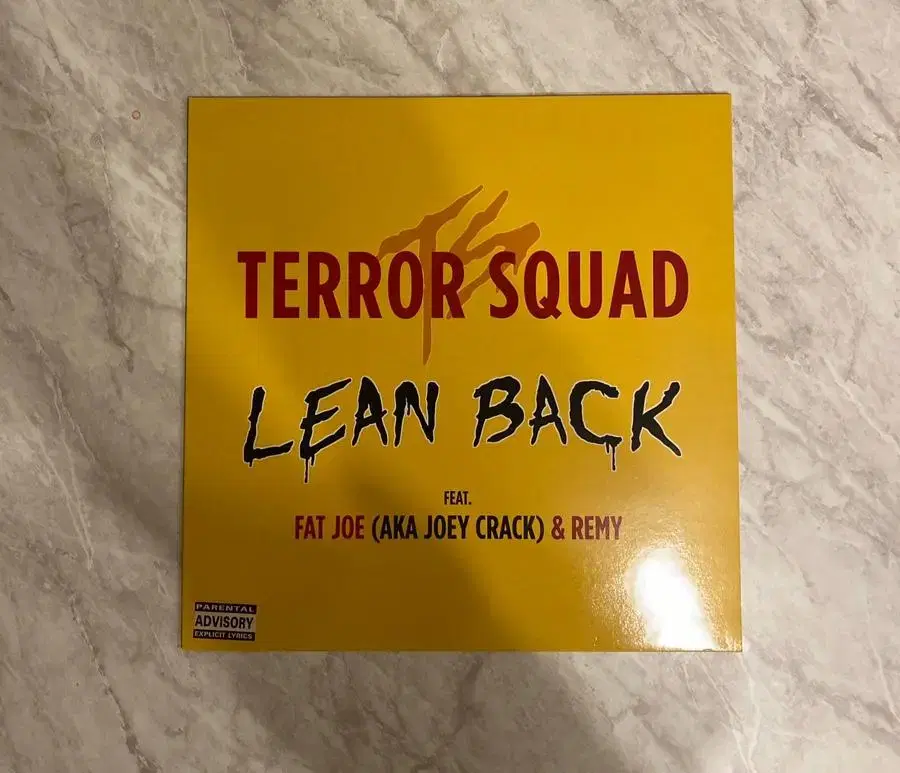 TS
TERROR SQUAD
LEAN BACK
FEAT.
FAT JOE (AKA JOEY CRACK) & REMY
PARENTAL
ADVISORY
EXPLICIT LYRICS